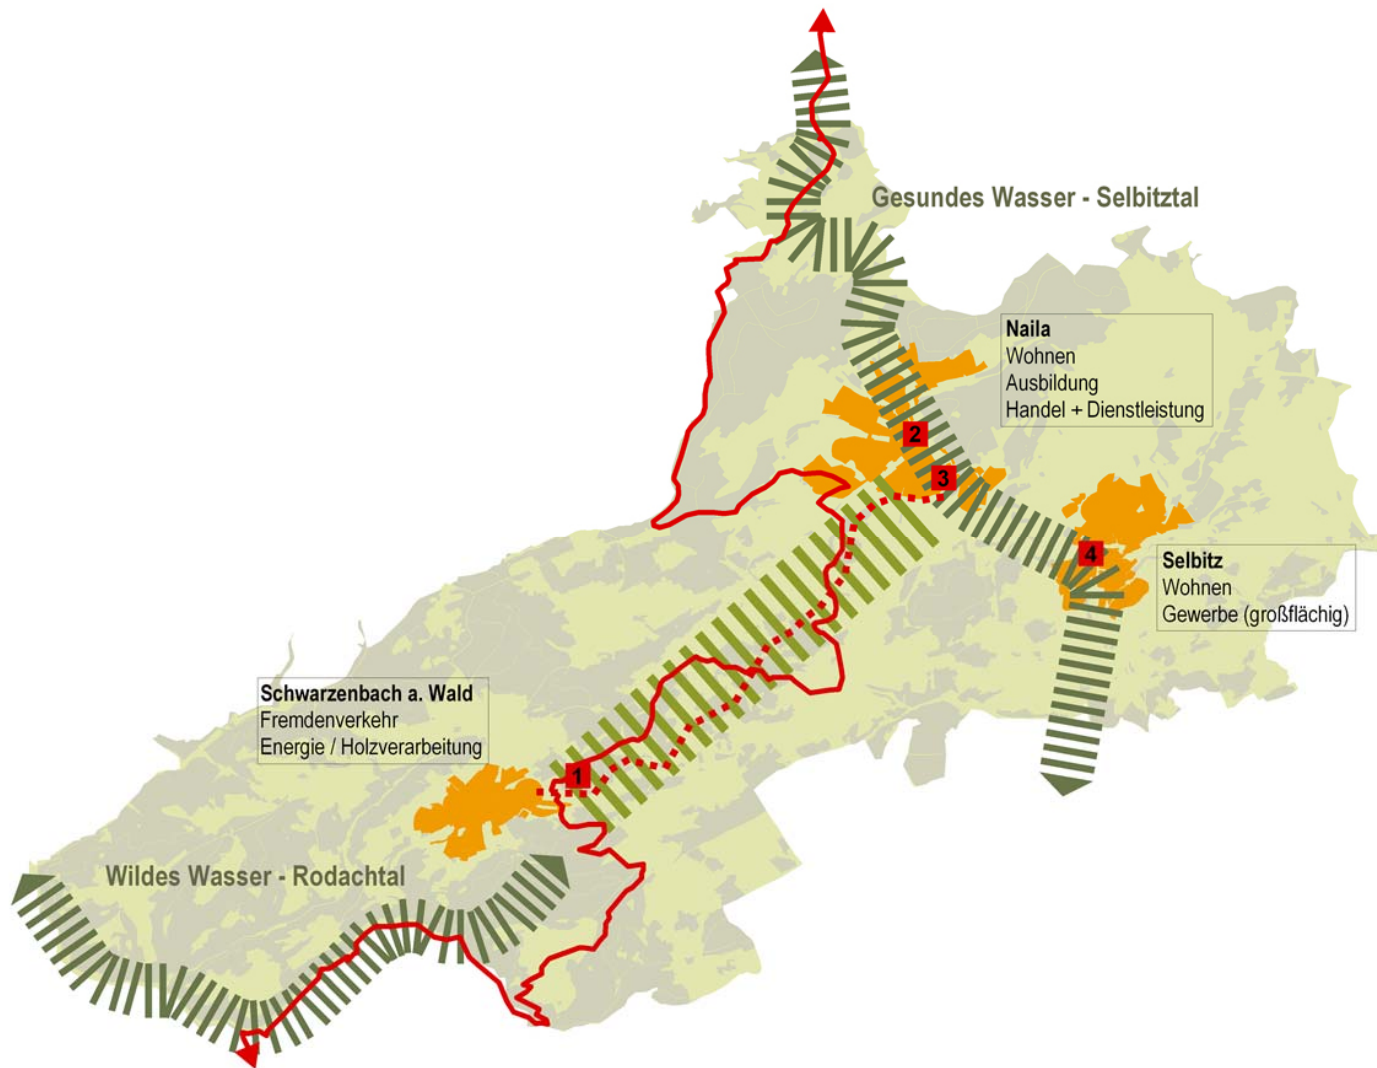 Gesundes Wasser - Selbitztal
Naila
Wohnen
Ausbildung
Handel + Dienstleistung
2
3
4
Selbitz
Wohnen
Gewerbe (großflächig)
Schwarzenbach a. Wald
Fremdenverkehr
Energie / Holzverarbeitung
1
Wildes Wasser - Rodachtal